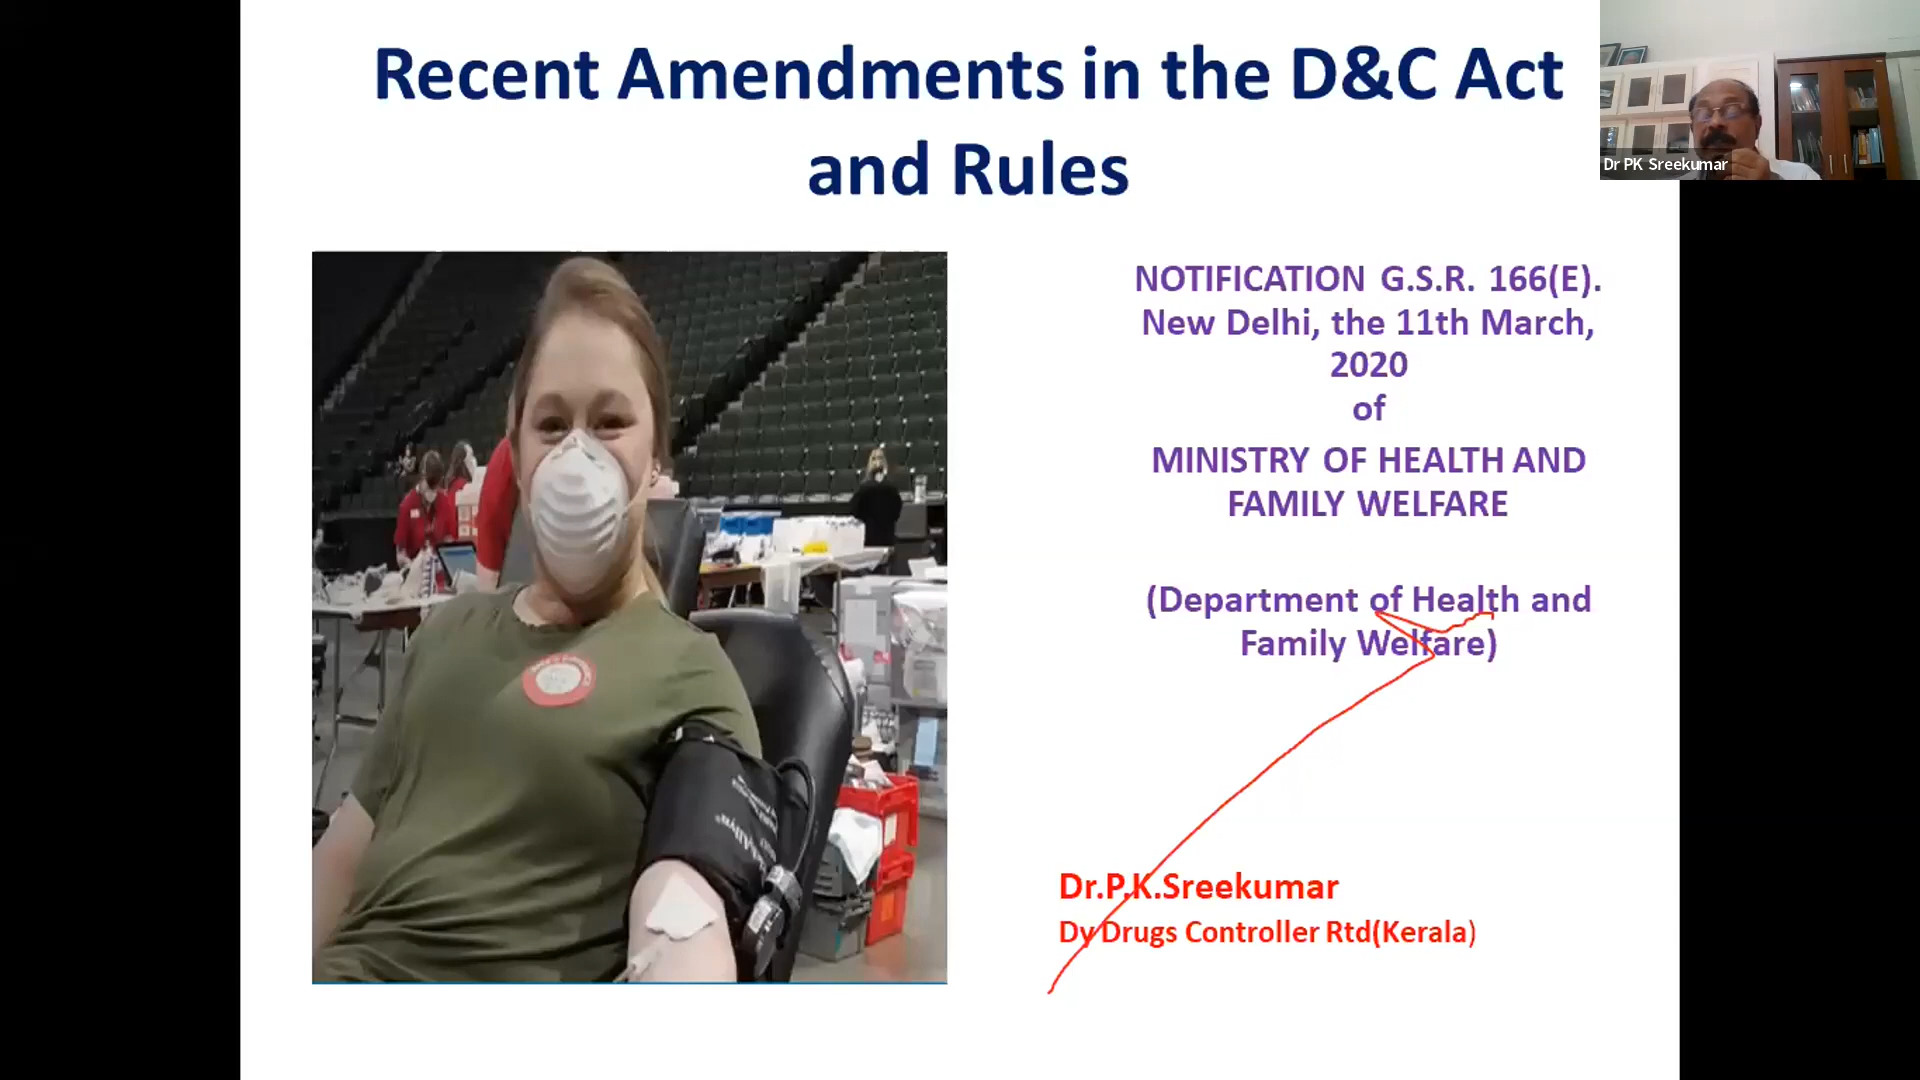 Recent Amendments in the D&C Act
and Rules
Dr PK Sreekumar
NOTIFICATION G.S.R. 166(E).
New Delhi, the 11th March,
2020
of
MINISTRY OF HEALTH AND
FAMILY WELFARE
(Department of Health and
Family Welfare)
Dr.P.K.Sreekumar
Dy Drugs Controller Rtd(Kerala)